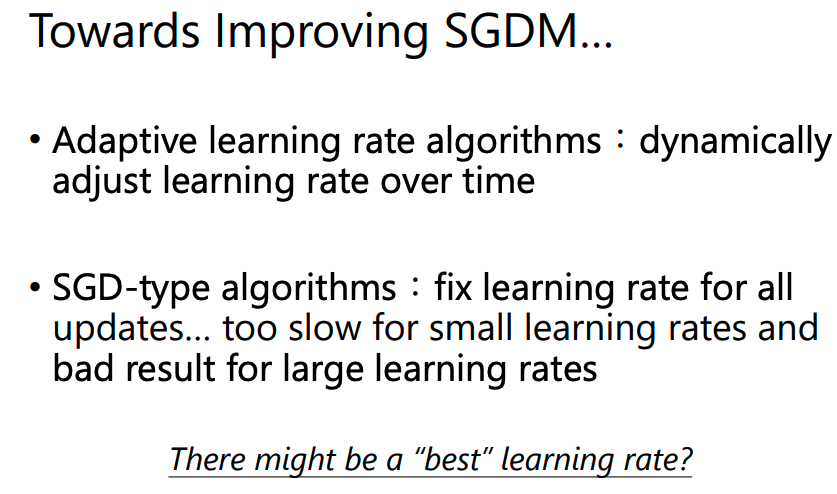 Towards Improving SGDM...
• Adaptive learning rate algorithms：dynamically
adjust learning rate over time
• SGD-type algorithms：fix learning rate for all
updates... too slow for small learning rates and
bad result for large learning rates
There might be a “best” learning rate?